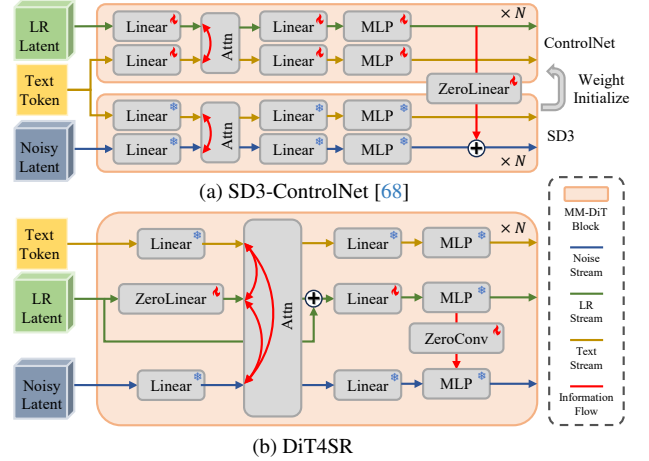 LR
Latent
Linear
Attn
Linear
MLP
× N
ControlNet
Text
Token
Linear
Linear
MLP
ZeroLinear
Weight
Initialize
Linear
Attn
Linear
MLP
SD3
Noisy
Latent
Linear
Linear
MLP
× N
(a) SD3-ControlNet [68]
Text
Token
Linear
Attn
Linear
MLP
× N
LR
Latent
ZeroLinear
Linear
MLP
ZeroConv
Noisy
Latent
Linear
Linear
MLP
(b) DiT4SR
MM-DiT
Block
Noise
Stream
LR
Stream
Text
Stream
Information
Flow